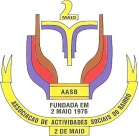 2
MAIO
AASB
FUNDADA EM
2 MAIO 1976
ASSOCIAÇÃO DE ACTIVIDADES SOCIAIS DO BAIRRO
2 DE MAIO